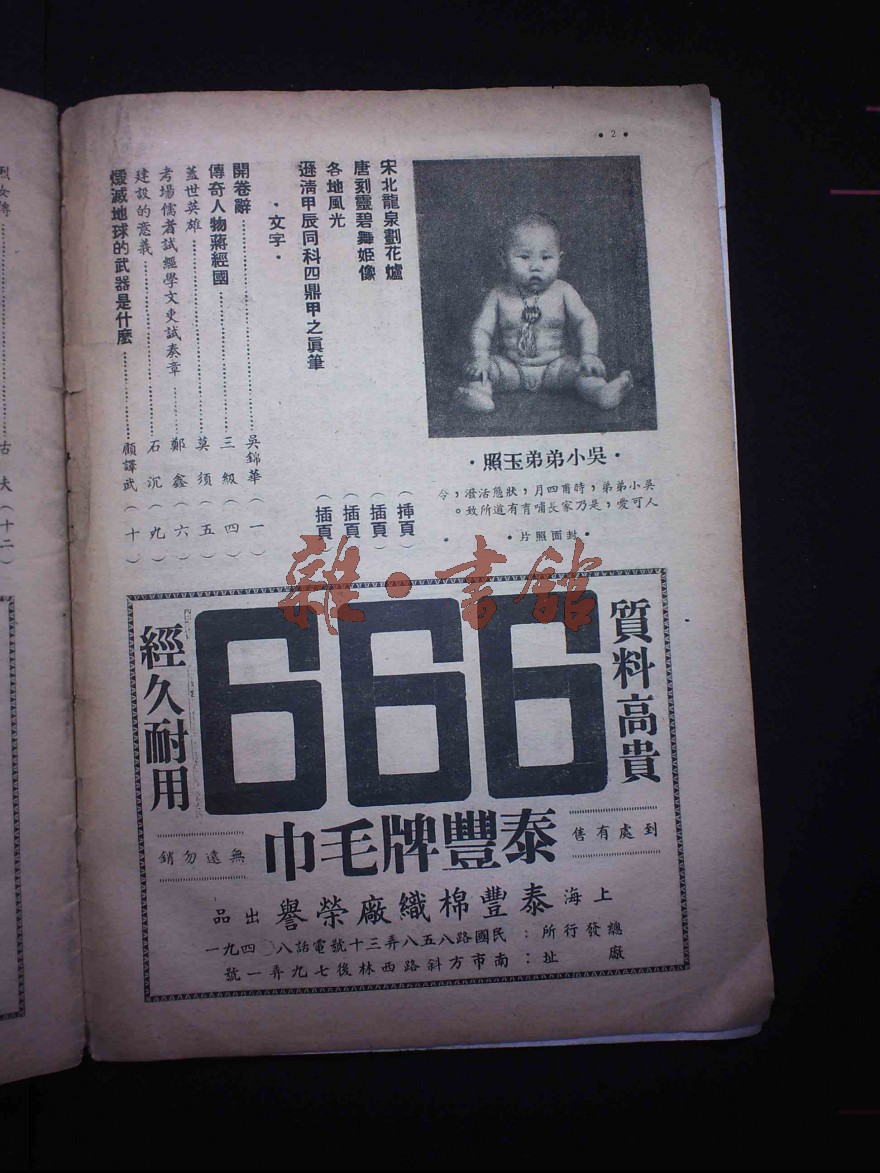 • 2 •
宋北龍泉劃花爐（插頁）
唐刻靈碧舞姬像（插頁）
各地風光（插頁）
遜清甲辰同科四鼎甲之眞筆（插頁）
•文字•
開卷辭……吳錦華（一）
傳奇人物蔣經國……三級（四）
蓋世英雄……莫須（五）
考場儒者試經學文吏試奏章……鄭鑫（六）
建設的意義……石沉（九）
燬滅地球的武器是什麽……顧譯武（十）
烈女傳……古夫（十二）
•吳小弟弟玉照•
吳小弟弟，時甫四月，狀態活潑，令
人可愛，是乃家長哺育有道所致。
•封面照片•
雜•書館
質料高貴
666
經久耐用
到處有售
泰豐牌毛巾
無遠勿銷
上海泰豐棉織廠榮譽出品
總發行所：民國路八五八弄三十號電話八〇四九一
廠址：南市方斜路西林後七九弄一號